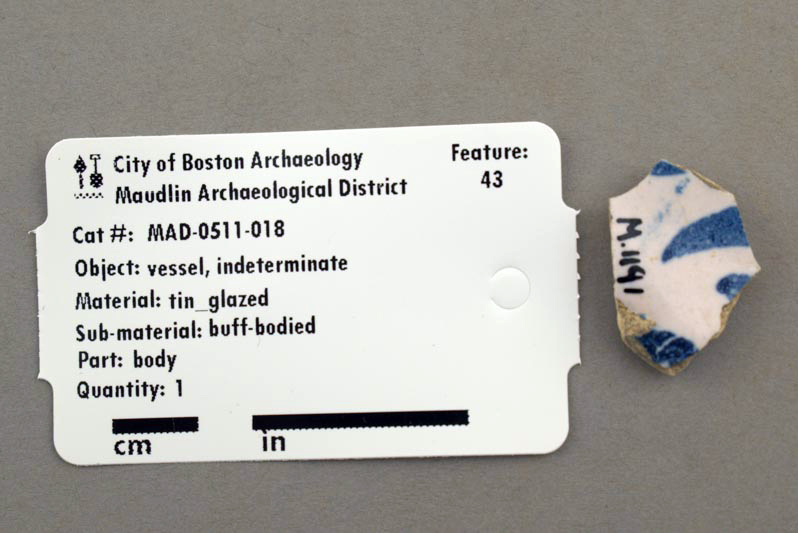 City of Boston Archaeology
Maudlin Archaeological District
Feature:
43
Cat #: MAD-0511-018
Object: vessel, indeterminate
Material: tin_glazed
Sub-material: buff-bodied
Part: body
Quantity: 1
cm
in
M.1191